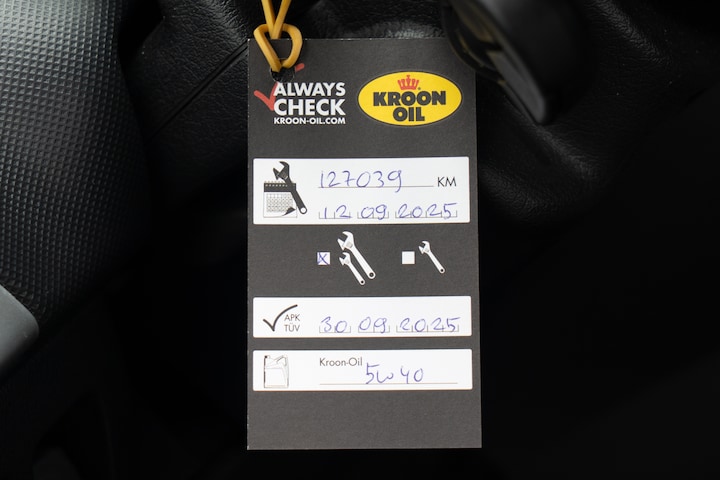 ALWAYS
CHECK
KROON-OIL.COM
KROON
OIL
127039 KM
12 09 2025
X
APK
TÜV
30 09 2025
Kroon-Oil 5w40